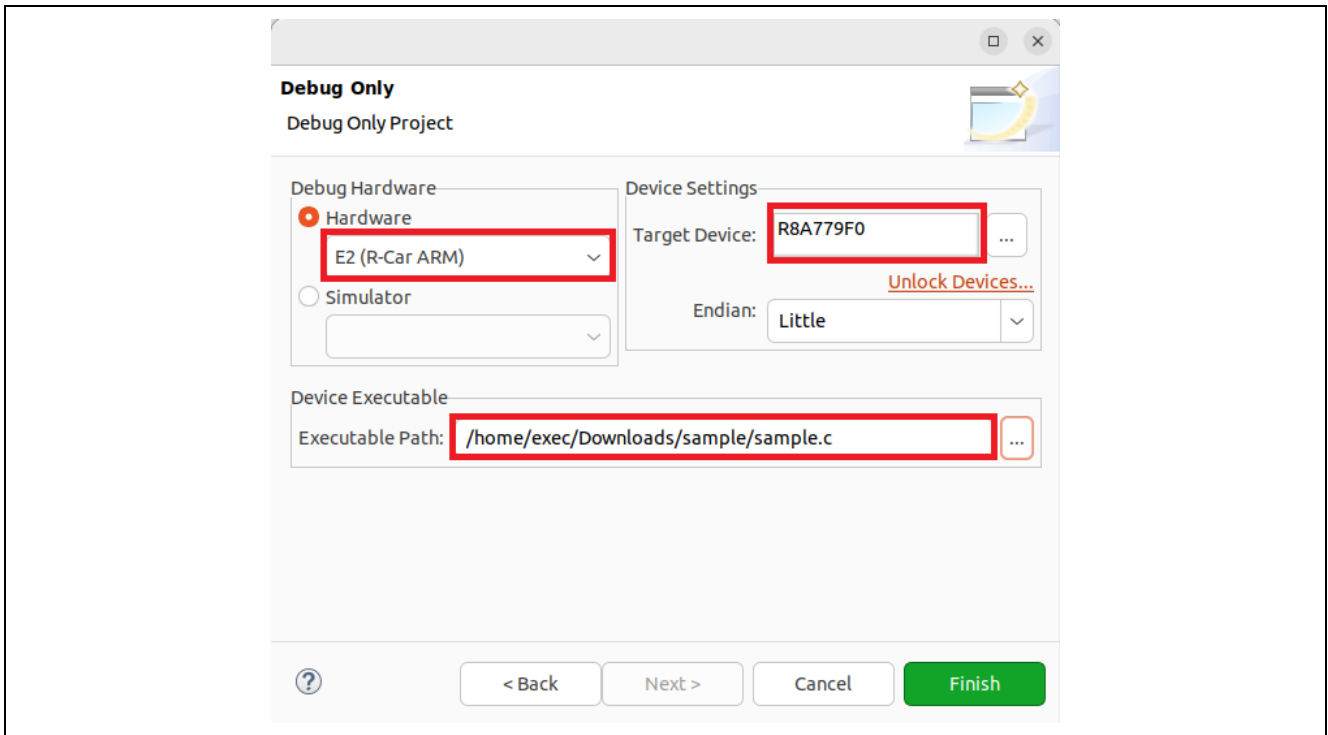 Debug Only
Debug Only Project
Debug Hardware
Hardware
E2 (R-Car ARM)
Simulator
Device Settings
Target Device: R8A779F0 ...
Unlock Devices...
Endian: Little
Device Executable
Executable Path: /home/exec/Downloads/sample/sample.c ...
? < Back Next > Cancel Finish